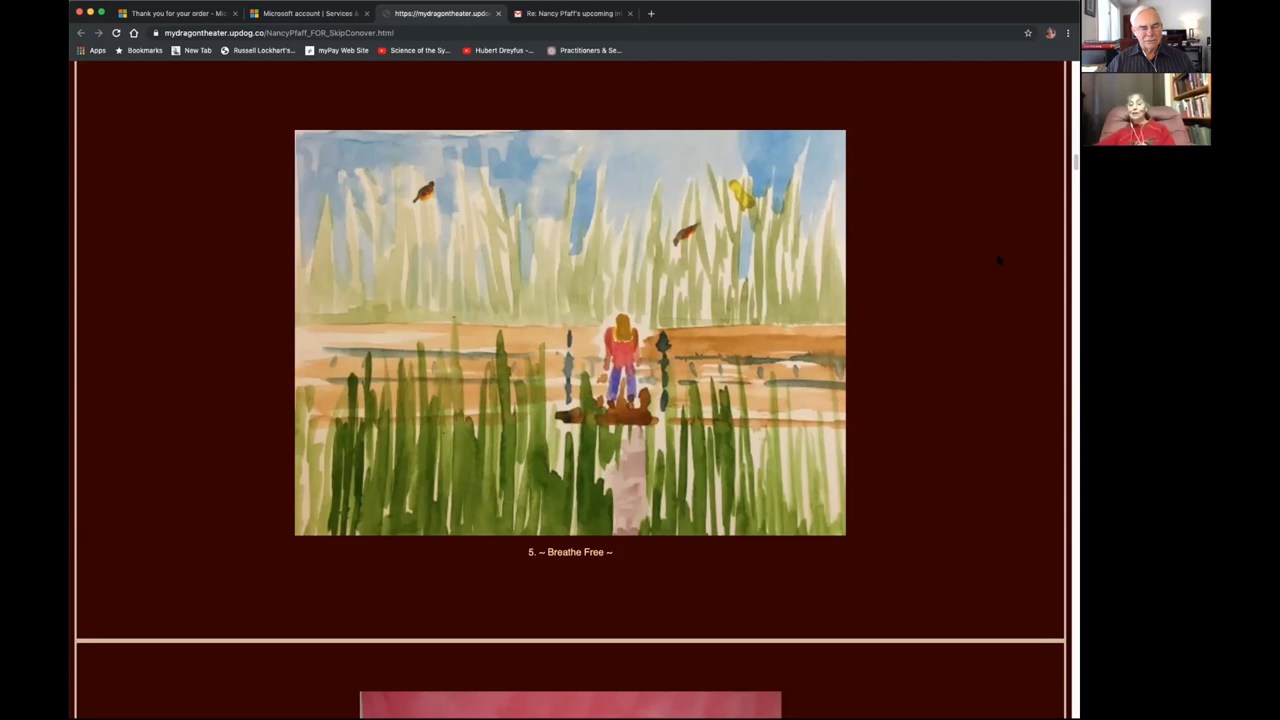 Thank you for your order - Mi
Microsoft account | Services &
https://mydragontheater.updo
Re: Nancy Pfaff's upcoming in
mydragontheater.updog.co/NancyPfaff_FOR_SkipConover.html
Apps
Bookmarks
New Tab
Russell Lockhart's...
myPay Web Site
Science of the Sy...
Hubert Dreyfus -...
Practitioners & Se...
5. ~ Breathe Free ~